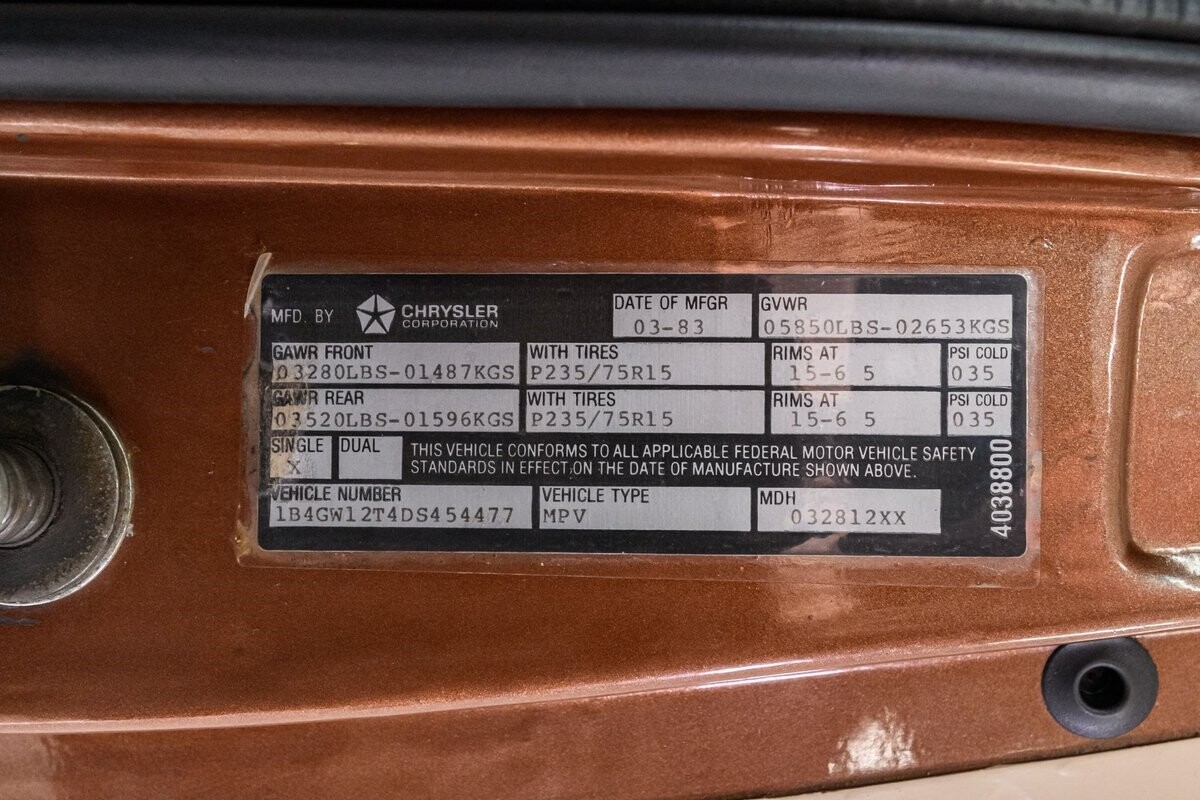 MFD. BY CHRYSLER CORPORATION DATE OF MFGR 03-83 GVWR 05850LBS-02653KGS
GAWR FRONT 03280LBS-01487KGS WITH TIRES P235/75R15 RIMS AT 15-6 5 PSI COLD 035
GAWR REAR 03520LBS-01596KGS WITH TIRES P235/75R15 RIMS AT 15-6 5 PSI COLD 035
SINGLE X DUAL THIS VEHICLE CONFORMS TO ALL APPLICABLE FEDERAL MOTOR VEHICLE SAFETY
STANDARDS IN EFFECT ON THE DATE OF MANUFACTURE SHOWN ABOVE.
VEHICLE NUMBER 1B4GW12T4DS454477 VEHICLE TYPE MPV MDH 032812XX
4038800